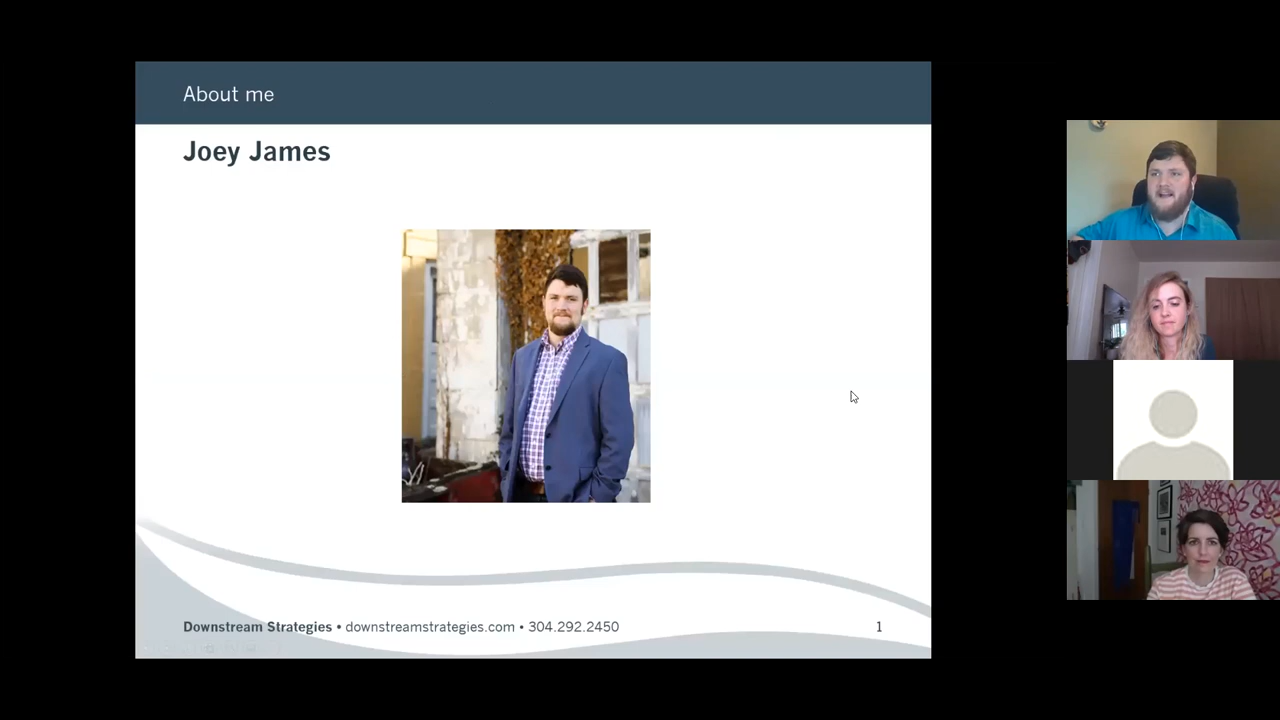 About me
Joey James
Downstream Strategies • downstreamstrategies.com • 304.292.2450
1